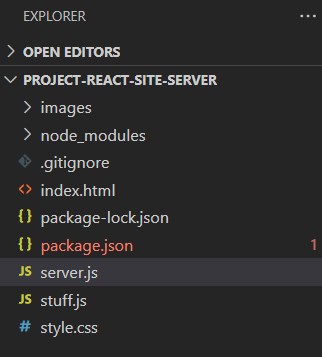 EXPLORER ...
OPEN EDITORS
PROJECT-REACT-SITE-SERVER
images
node_modules
.gitignore
<> index.html
{} package-lock.json
{} package.json 1
JS server.js
JS stuff.js
# style.css